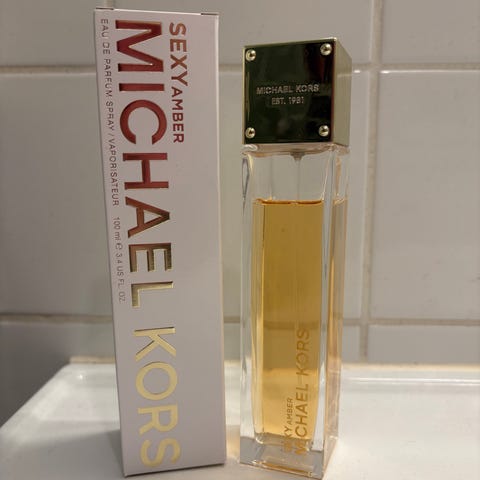 SEXY AMBER
MICHAEL KORS
EAU DE PARFUM SPRAY / VAPORISATEUR 100 ml e 3.4 US FL. OZ.
MICHAEL KORS
EST. 1981
SEXY AMBER
MICHAEL KORS